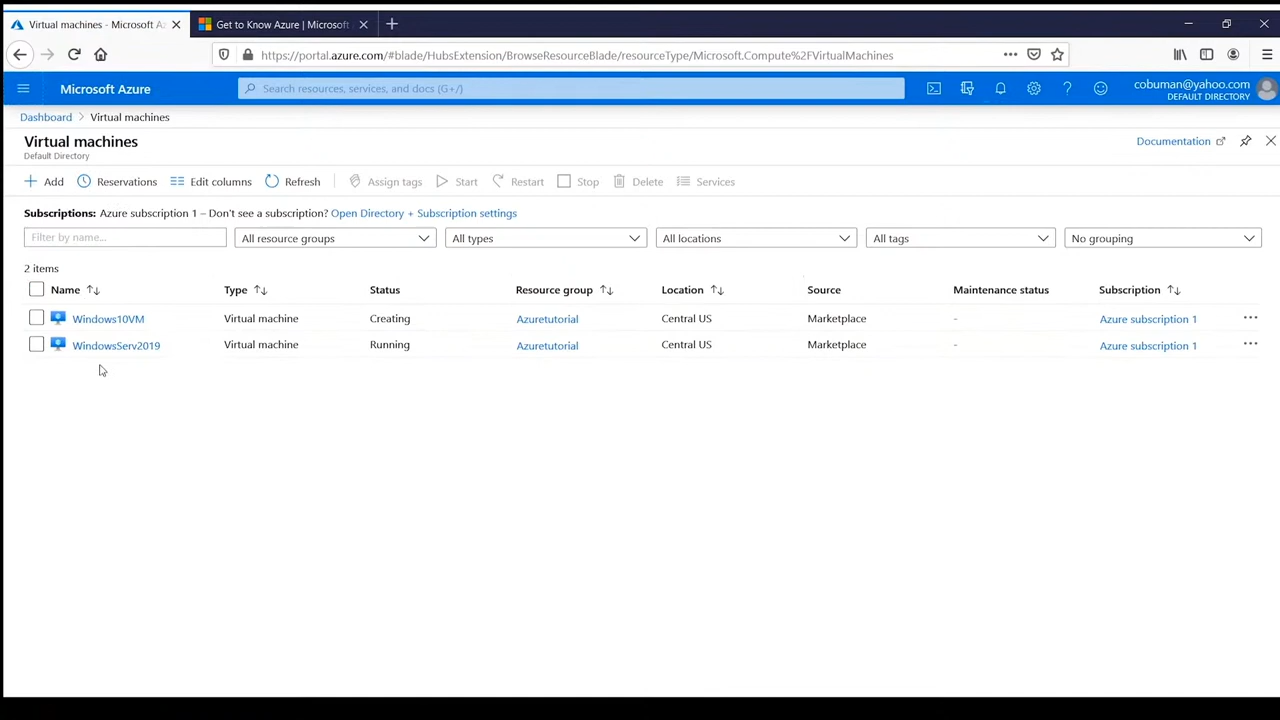 Virtual machines - Microsoft Az
Get to Know Azure | Microsoft
https://portal.azure.com/#blade/HubsExtension/BrowseResourceBlade/resourceType/Microsoft.Compute%2FVirtualMachines
Microsoft Azure
Search resources, services, and docs (G+/)
cobuman@yahoo.com
DEFAULT DIRECTORY
Dashboard > Virtual machines
Virtual machines
Default Directory
Documentation
Add Reservations Edit columns Refresh Assign tags Start Restart Stop Delete Services
Subscriptions: Azure subscription 1 – Don't see a subscription? Open Directory + Subscription settings
Filter by name... All resource groups All types All locations All tags No grouping
2 items
Name Type Status Resource group Location Source Maintenance status Subscription
Windows10VM Virtual machine Creating Azuretutorial Central US Marketplace - Azure subscription 1 ...
WindowsServ2019 Virtual machine Running Azuretutorial Central US Marketplace - Azure subscription 1 ...